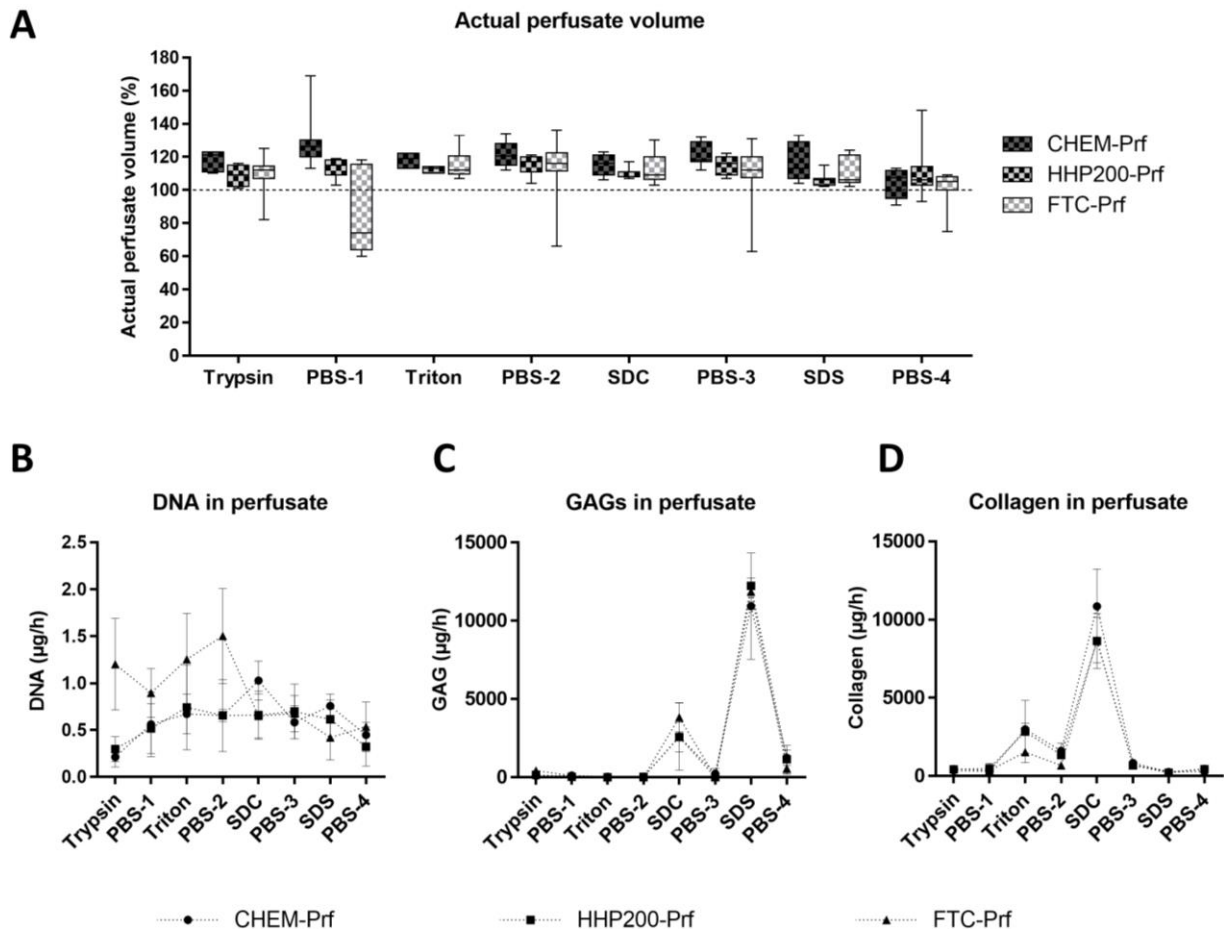 A
Actual perfusate volume
Actual perfusate volume (%)
180
160
140
120
100
80
60
40
20
0
Trypsin PBS-1 Triton PBS-2 SDC PBS-3 SDS PBS-4
CHEM-Prf
HHP200-Prf
FTC-Prf
B
DNA in perfusate
DNA (µg/h)
2.5
2.0
1.5
1.0
0.5
0.0
Trypsin PBS-1 Triton PBS-2 SDC PBS-3 SDS PBS-4
C
GAGs in perfusate
GAG (µg/h)
15000
10000
5000
0
Trypsin PBS-1 Triton PBS-2 SDC PBS-3 SDS PBS-4
D
Collagen in perfusate
Collagen (µg/h)
15000
10000
5000
0
Trypsin PBS-1 Triton PBS-2 SDC PBS-3 SDS PBS-4
CHEM-Prf HHP200-Prf FTC-Prf